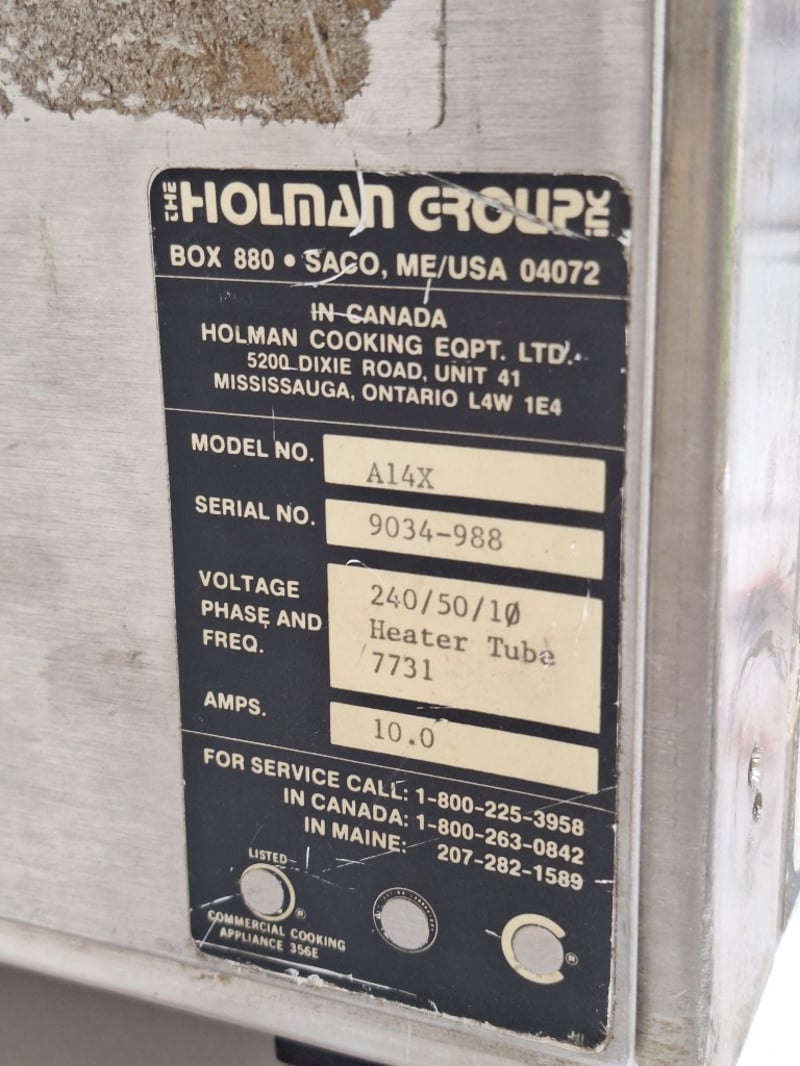 THE HOLMAN GROUP INC
BOX 880 • SACO, ME/USA 04072
IN CANADA
HOLMAN COOKING EQPT. LTD.
5200 DIXIE ROAD, UNIT 41
MISSISSAUGA, ONTARIO L4W 1E4
MODEL NO. A14X
SERIAL NO. 9034-988
VOLTAGE PHASE AND FREQ.
240/50/1Ø
Heater Tube
7731
AMPS. 10.0
FOR SERVICE CALL: 1-800-225-3958
IN CANADA: 1-800-263-0842
IN MAINE: 207-282-1589
LISTED
®
COMMERCIAL COOKING
APPLIANCE 356E
®